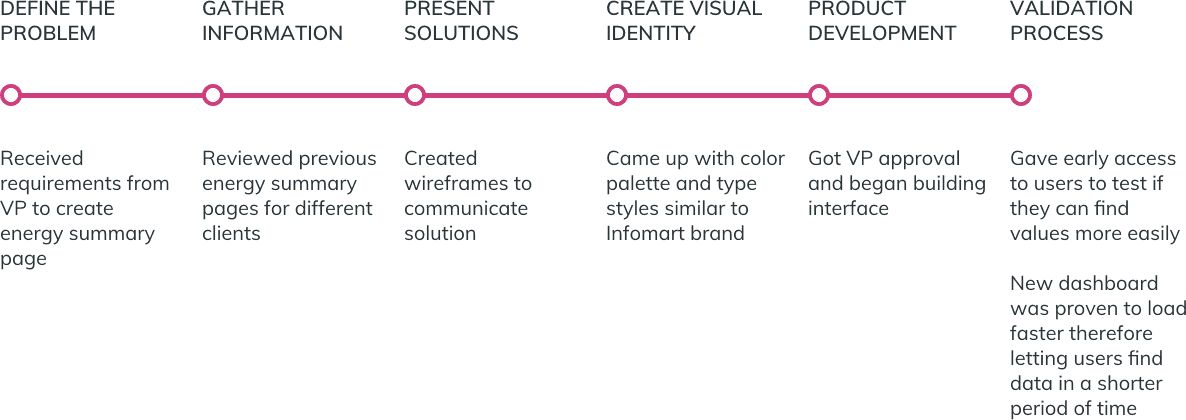 DEFINE THE
PROBLEM
GATHER
INFORMATION
PRESENT
SOLUTIONS
CREATE VISUAL
IDENTITY
PRODUCT
DEVELOPMENT
VALIDATION
PROCESS
Received
requirements from
VP to create
energy summary
page
Reviewed previous
energy summary
pages for different
clients
Created
wireframes to
communicate
solution
Came up with color
palette and type
styles similar to
Infomart brand
Got VP approval
and began building
interface
Gave early access
to users to test if
they can find
values more easily
New dashboard
was proven to load
faster therefore
letting users find
data in a shorter
period of time